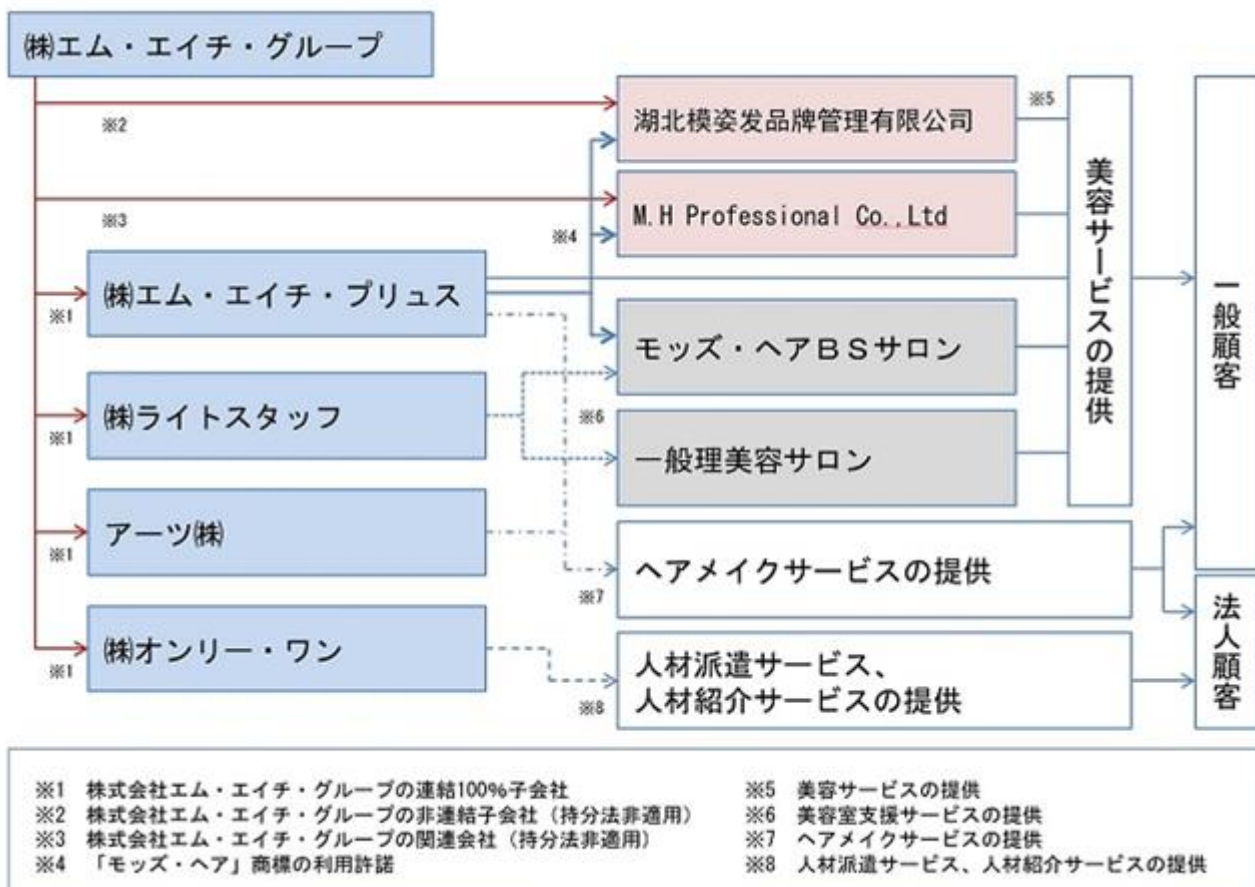 ㈱エム・エイチ・グループ
※2
湖北模姿发品牌管理有限公司
※5
※3
M.H Professional Co.,Ltd
※4
㈱エム・エイチ・プリュス
※1
モッズ・ヘアBSサロン
㈱ライトスタッフ
※1
※6
一般理美容サロン
アーツ㈱
※1
ヘアメイクサービスの提供
※7
㈱オンリー・ワン
※1
人材派遣サービス、
人材紹介サービスの提供
※8
美容サービスの提供
一般顧客
法人顧客
※1 株式会社エム・エイチ・グループの連結100%子会社
※2 株式会社エム・エイチ・グループの非連結子会社（持分法非適用）
※3 株式会社エム・エイチ・グループの関連会社（持分法非適用）
※4 「モッズ・ヘア」商標の利用許諾
※5 美容サービスの提供
※6 美容室支援サービスの提供
※7 ヘアメイクサービスの提供
※8 人材派遣サービス、人材紹介サービスの提供